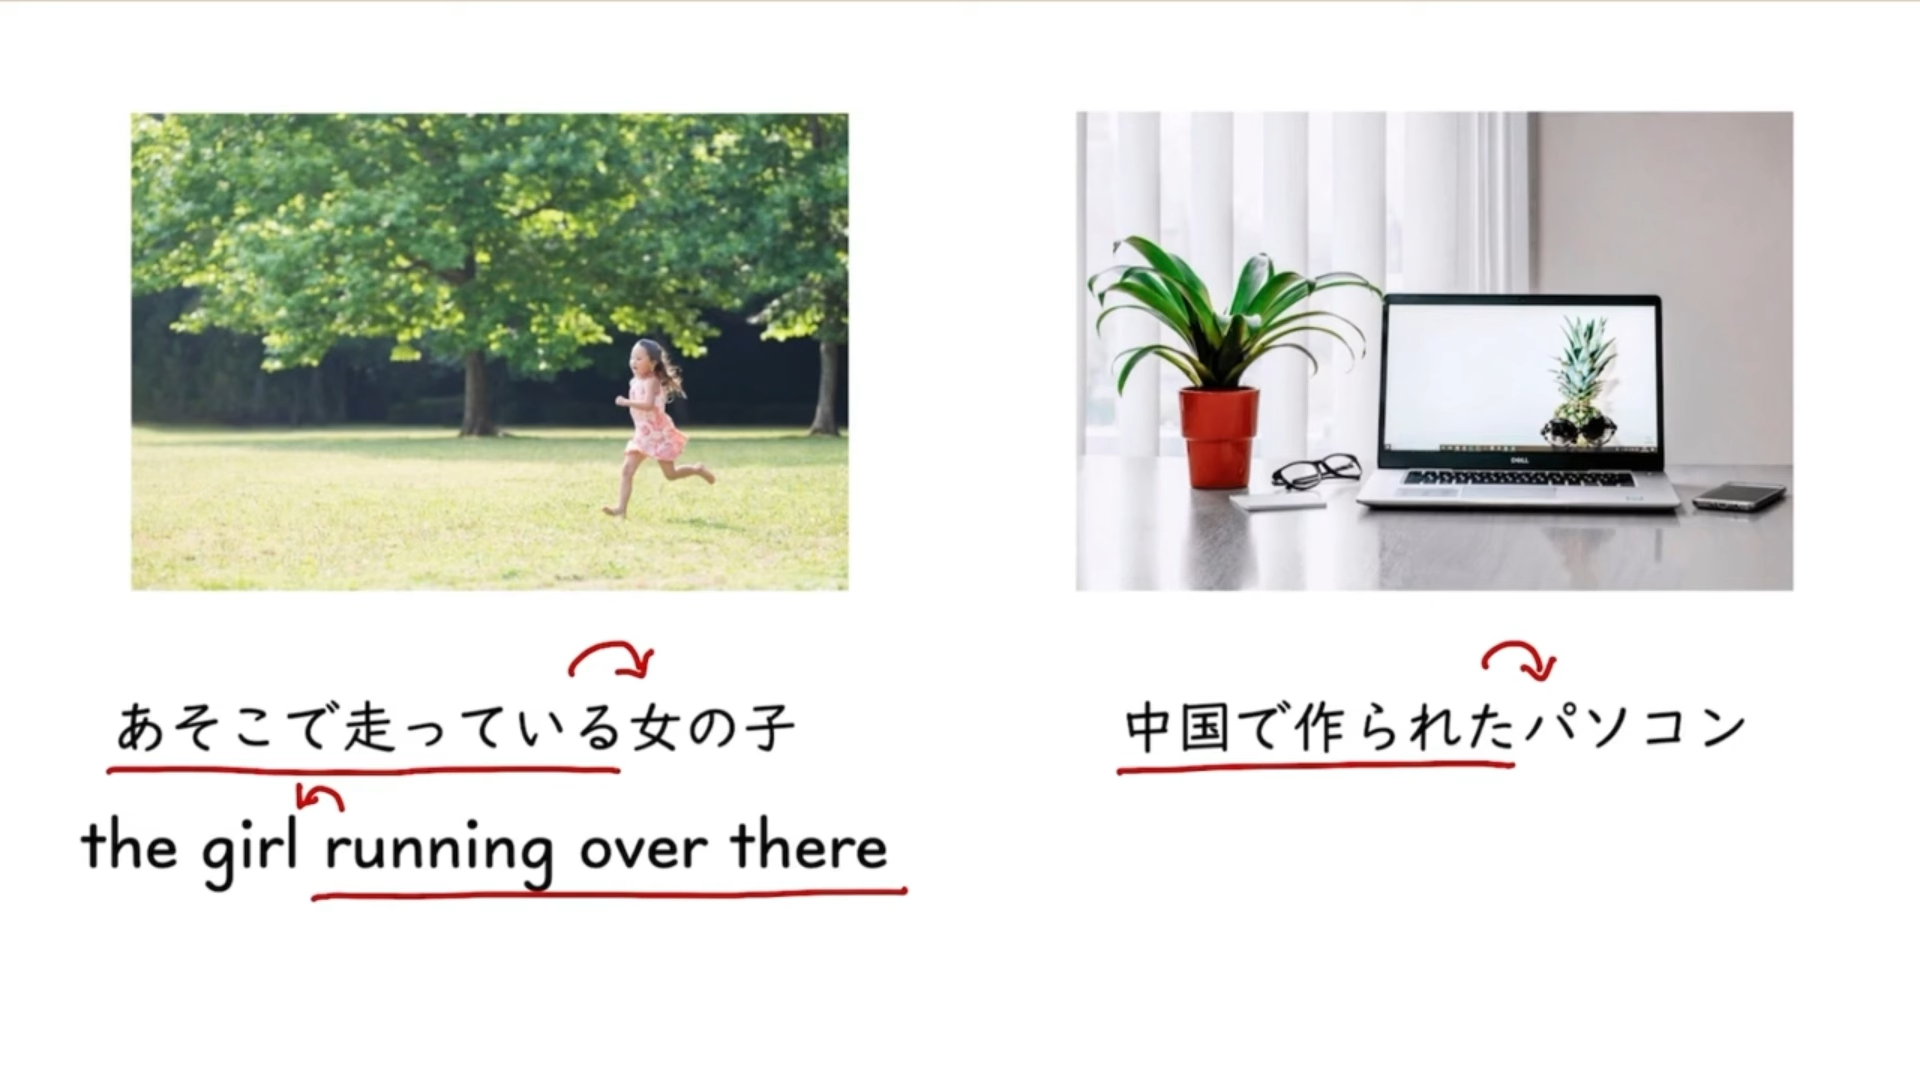 DELL
あそこで走っている女の子
the girl running over there
中国で作られたパソコン